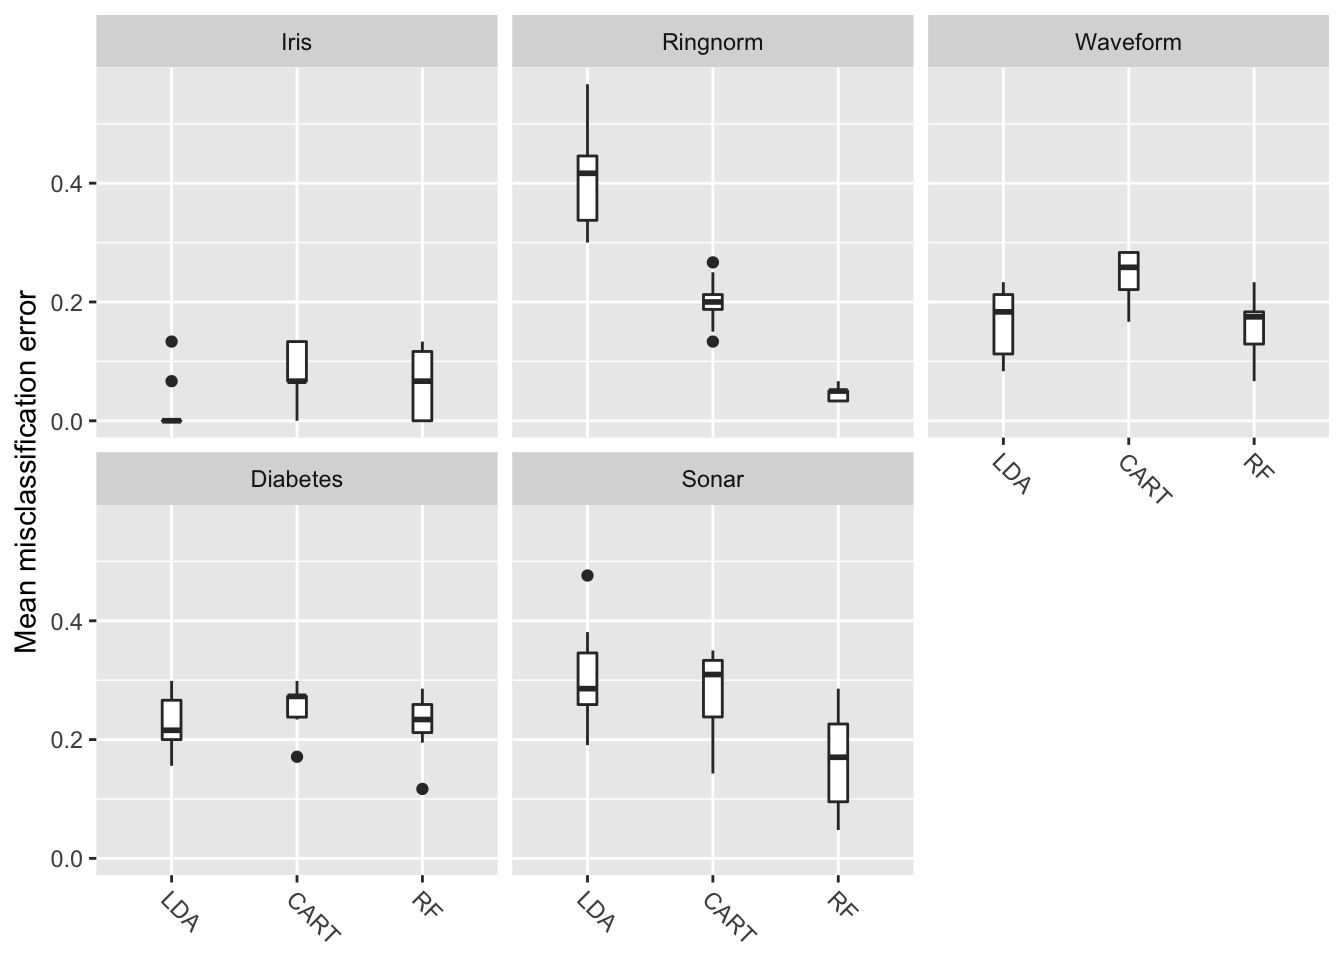 Mean misclassification error
Iris
Ringnorm
Waveform
0.4
0.2
0.0
LDA
CART
RF
Diabetes
Sonar
0.4
0.2
0.0
LDA
CART
RF
LDA
CART
RF